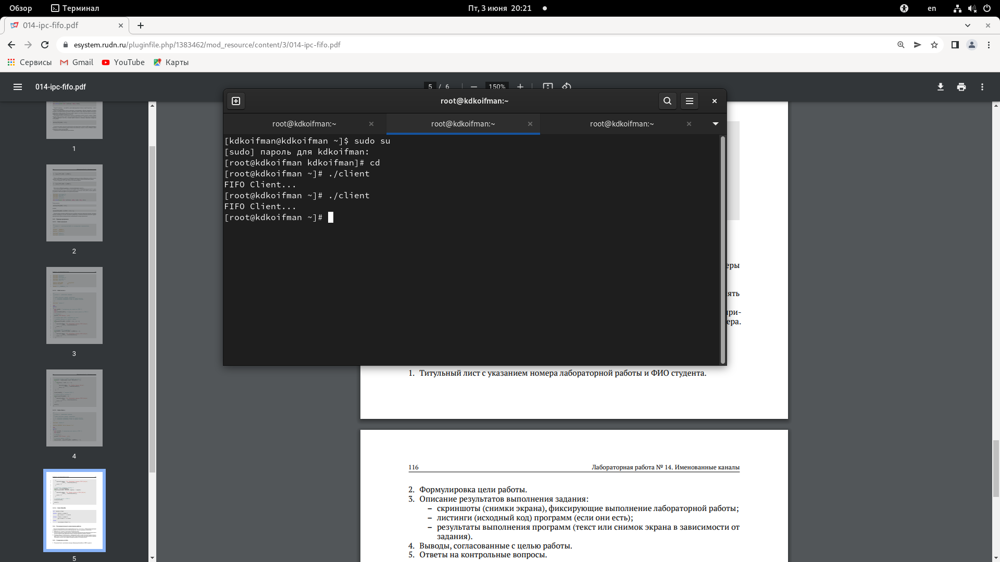 Обзор
Терминал
Пт, 3 июня 20:21
en
014-ipc-fifo.pdf
esystem.rudn.ru/pluginfile.php/1383462/mod_resource/content/3/014-ipc-fifo.pdf
Сервисы
Gmail
YouTube
Карты
014-ipc-fifo.pdf
5 / 6
150%
root@kdkoifman:~
root@kdkoifman:~
root@kdkoifman:~
root@kdkoifman:~
[kdkoifman@kdkoifman ~]$ sudo su
[sudo] пароль для kdkoifman:
[root@kdkoifman kdkoifman]# cd
[root@kdkoifman ~]# ./client
FIFO Client...
[root@kdkoifman ~]# ./client
FIFO Client...
[root@kdkoifman ~]#
1
2
3
4
5
1. Титульный лист с указанием номера лабораторной работы и ФИО студента.
116
Лабораторная работа № 14. Именованные каналы
2. Формулировка цели работы.
3. Описание результатов выполнения задания:
– скриншоты (снимки экрана), фиксирующие выполнение лабораторной работы;
– листинги (исходный код) программ (если они есть);
– результаты выполнения программ (текст или снимок экрана в зависимости от
задания).
4. Выводы, согласованные с целью работы.
5. Ответы на контрольные вопросы.